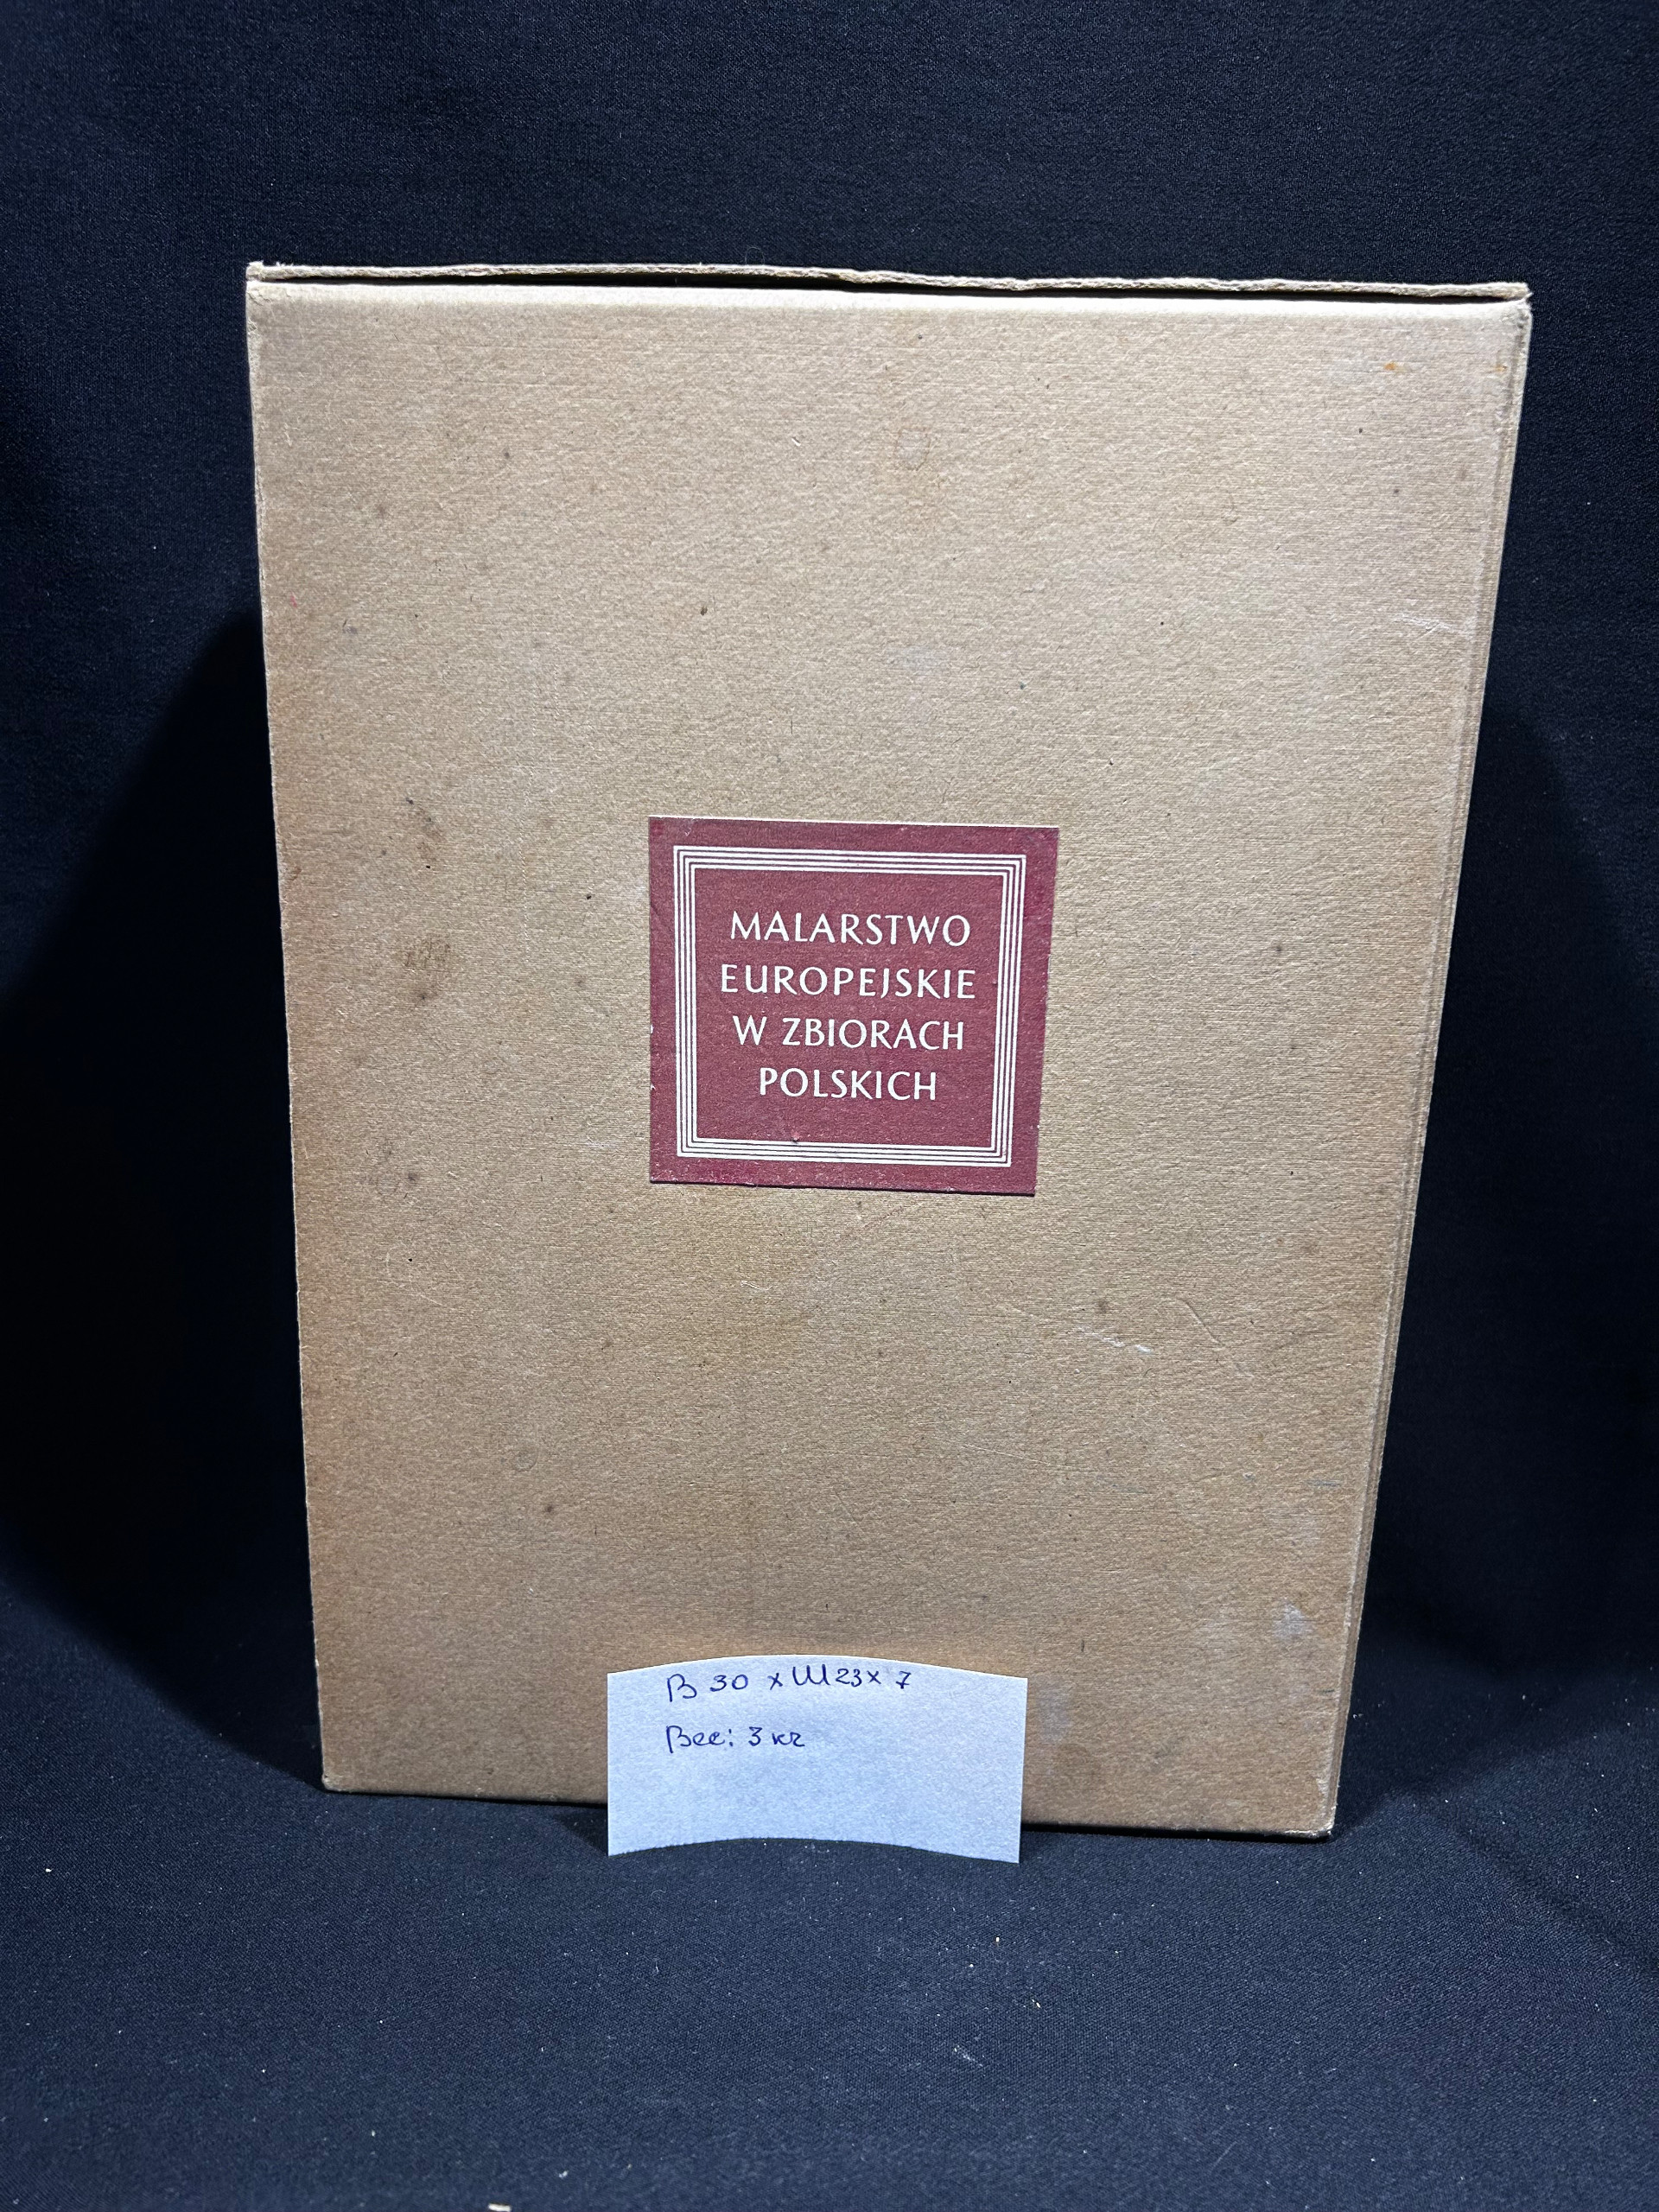 MALARSTWO
EUROPEJSKIE
W ZBIORACH
POLSKICH
В 30 x Ш 23 x 7
Вес: 3 кг